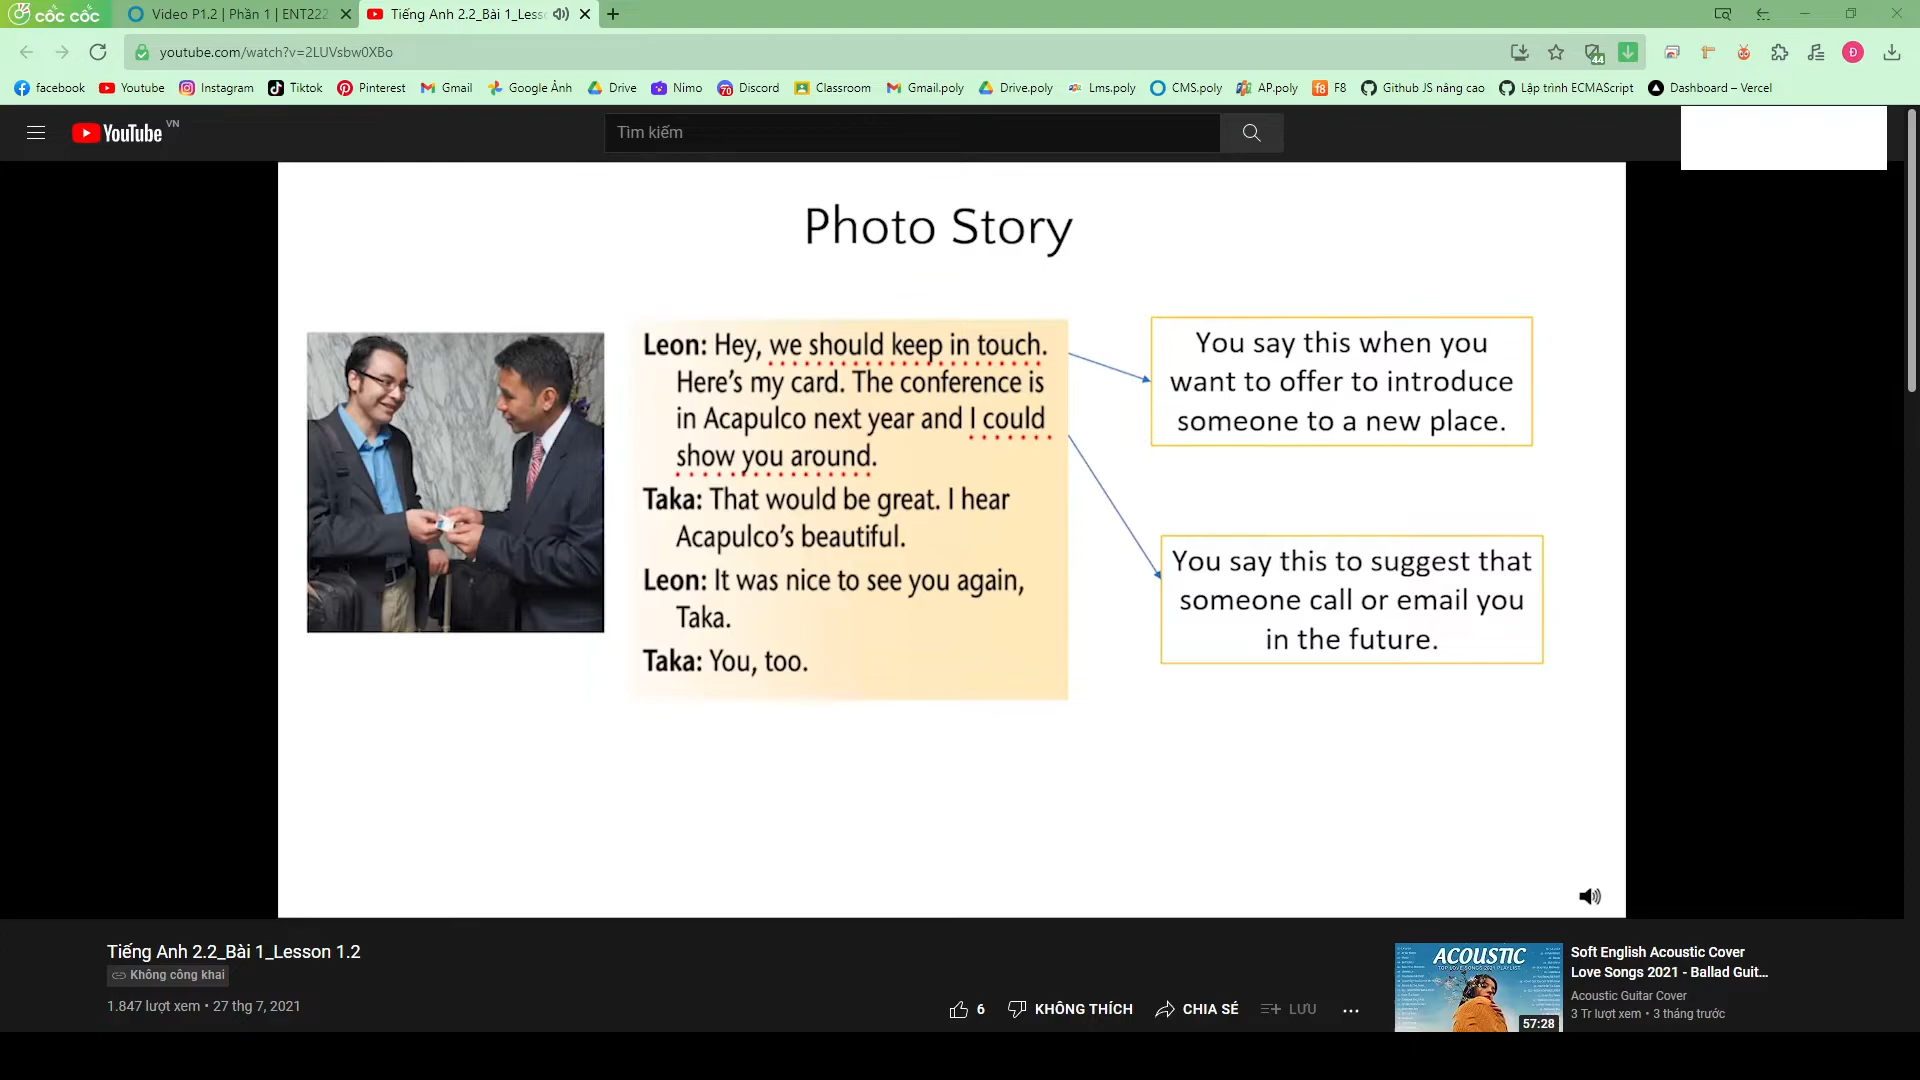 cốc cốc
Video P1.2 | Phần 1 | ENT222
Tiếng Anh 2.2_Bài 1_Less
youtube.com/watch?v=2LUVsbw0XBo
44
Đ
facebook Youtube Instagram Tiktok Pinterest Gmail Google Ảnh Drive Nimo 70 Discord Classroom Gmail.poly Drive.poly Lms.poly CMS.poly AP.poly f8 F8 Github JS nâng cao Lập trình ECMAScript Dashboard – Vercel
YouTube VN
Tìm kiếm
Photo Story
Leon: Hey, we should keep in touch.
Here's my card. The conference is
in Acapulco next year and I could
show you around.
Taka: That would be great. I hear
Acapulco's beautiful.
Leon: It was nice to see you again,
Taka.
Taka: You, too.
You say this when you
want to offer to introduce
someone to a new place.
You say this to suggest that
someone call or email you
in the future.
Tiếng Anh 2.2_Bài 1_Lesson 1.2
Không công khai
1.847 lượt xem • 27 thg 7, 2021
6 KHÔNG THÍCH CHIA SẺ LƯU
ACOUSTIC
TOP LOVE SONGS 2021 PLAYLIST
57:28
Soft English Acoustic Cover
Love Songs 2021 - Ballad Guit...
Acoustic Guitar Cover
3 Tr lượt xem • 3 tháng trước